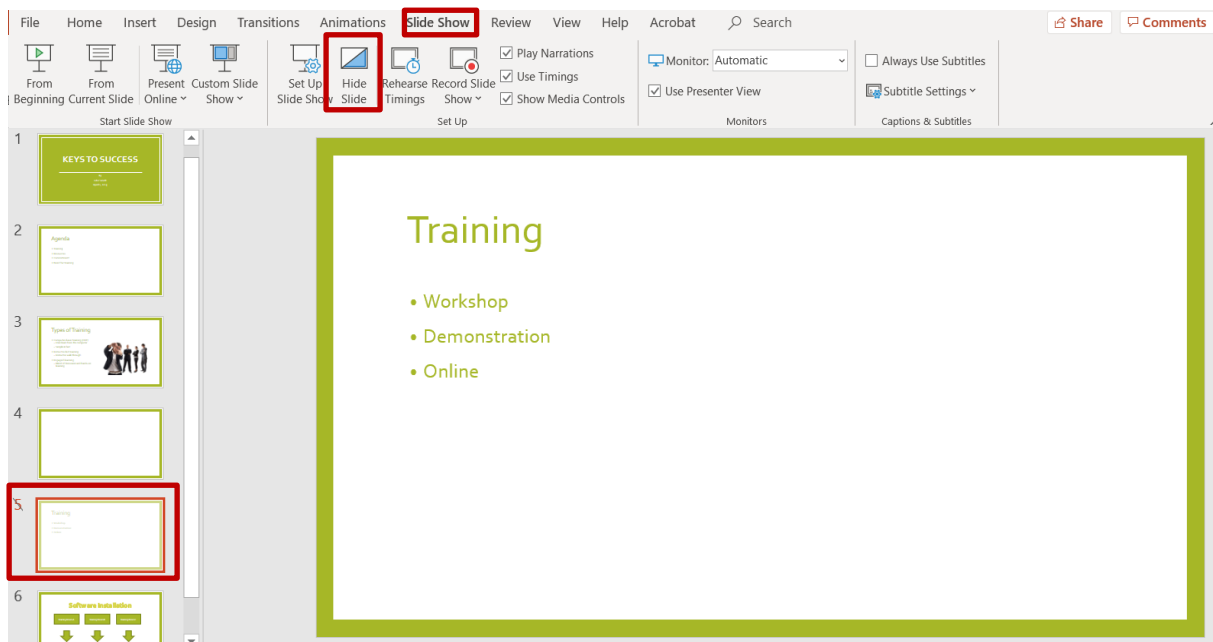 File Home Insert Design Transitions Animations Slide Show Review View Help Acrobat Search Share Comments
From Beginning
From Current Slide
Present Online
Custom Slide Show
Set Up Slide Show
Hide Slide
Rehearse Timings
Record Slide Show
Play Narrations
Use Timings
Show Media Controls
Monitor: Automatic
Use Presenter View
Always Use Subtitles
Subtitle Settings
Start Slide Show
Set Up
Monitors
Captions & Subtitles
1
KEYS TO SUCCESS
2
Agenda
3
Types of Training
4
5
Training
6
Software Installation
Training
• Workshop
• Demonstration
• Online